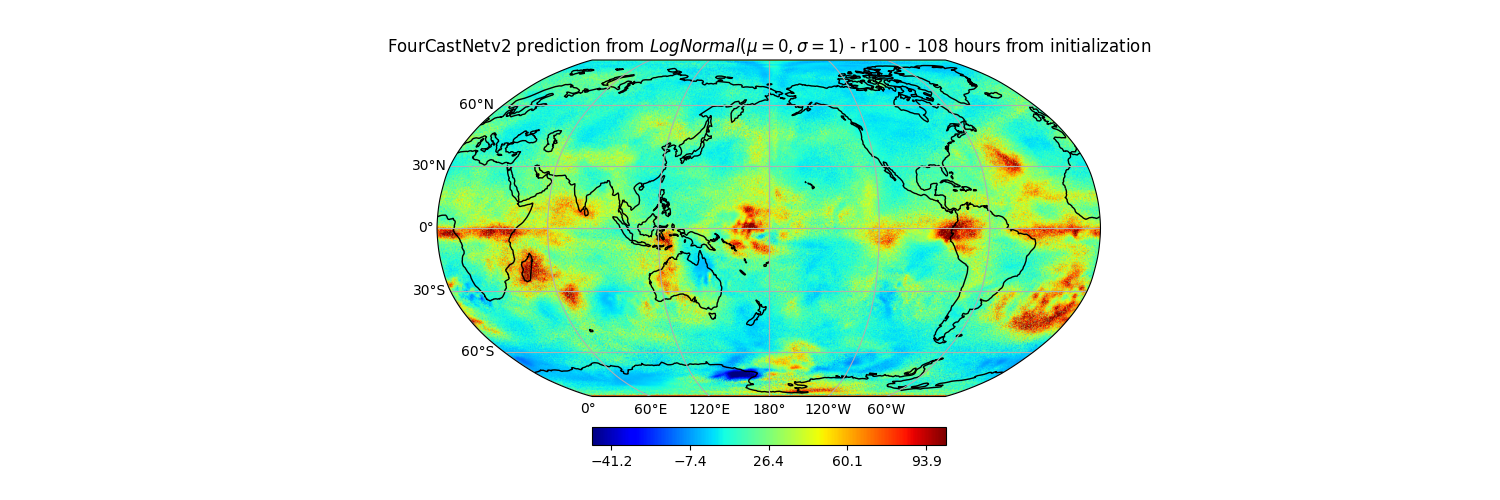 FourCastNetv2 prediction from LogNormal(μ = 0, σ = 1) - r100 - 108 hours from initialization
60°N
30°N
0°
30°S
60°S
0° 60°E 120°E 180° 120°W 60°W
−41.2 −7.4 26.4 60.1 93.9